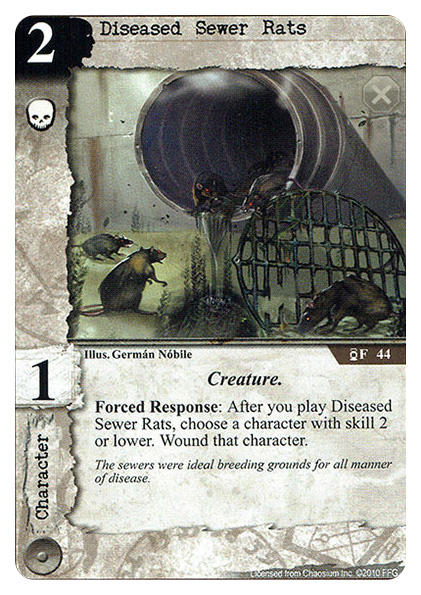 2
Diseased Sewer Rats
Illus. Germán Nóbile
F 44
1
Creature.
Forced Response: After you play Diseased
Sewer Rats, choose a character with skill 2
or lower. Wound that character.
The sewers were ideal breeding grounds for all manner
of disease.
Character
Licensed from Chaosium Inc. ©2010 FFG